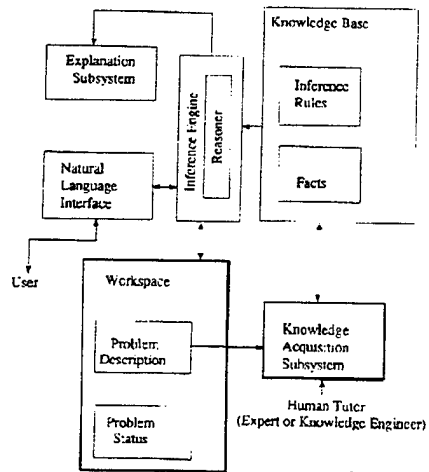 Knowledge Base
Explanation
Subsystem
Inference Engine
Reasoner
Inference
Rules
Natural
Language
Interface
Facts
User
Workspace
Problem
Description
Knowledge
Acquisition
Subsystem
Problem
Status
Human Tutor
(Expert or Knowledge Engineer)